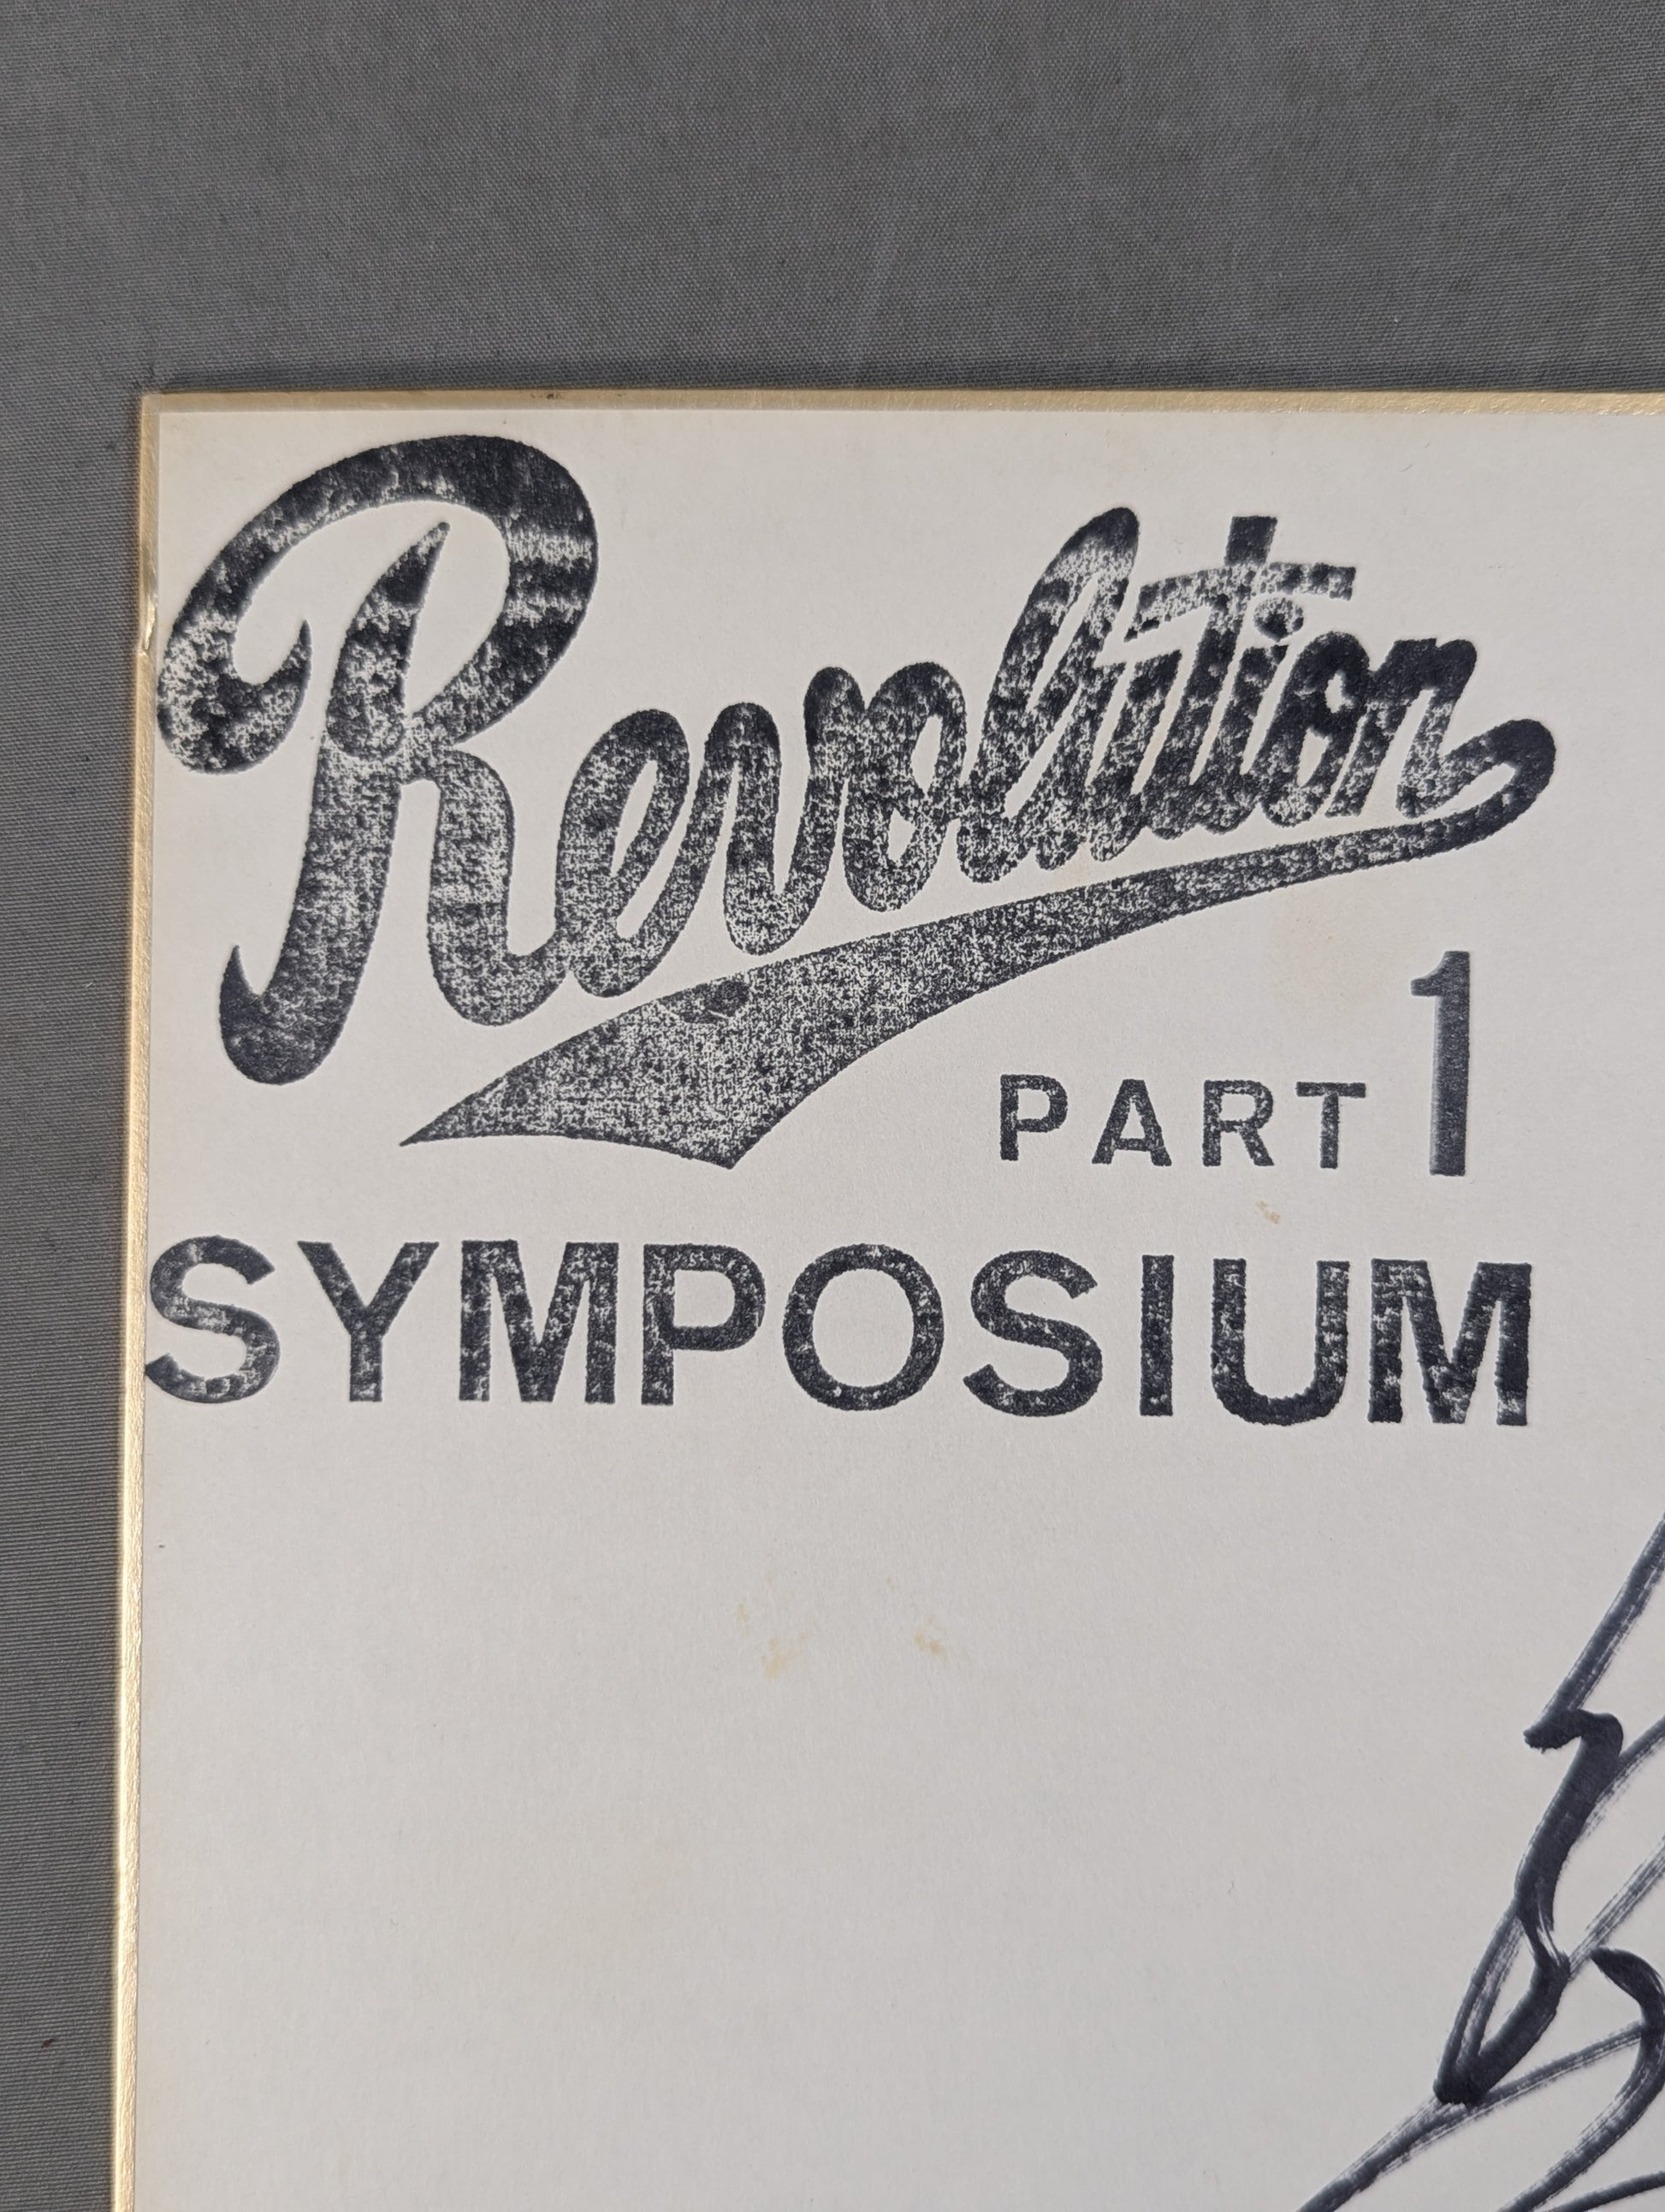 Revolution
PART 1
SYMPOSIUM